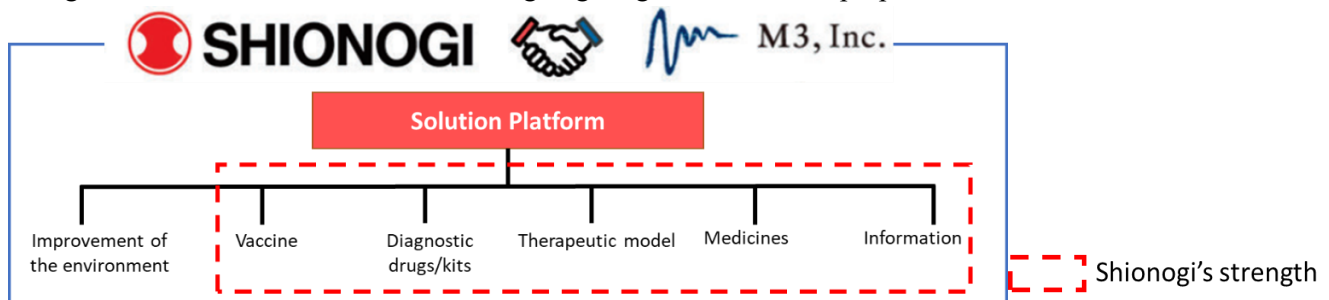 SHIONOGI
M3, Inc.
Solution Platform
Improvement of
the environment
Vaccine
Diagnostic
drugs/kits
Therapeutic model
Medicines
Information
Shionogi's strength